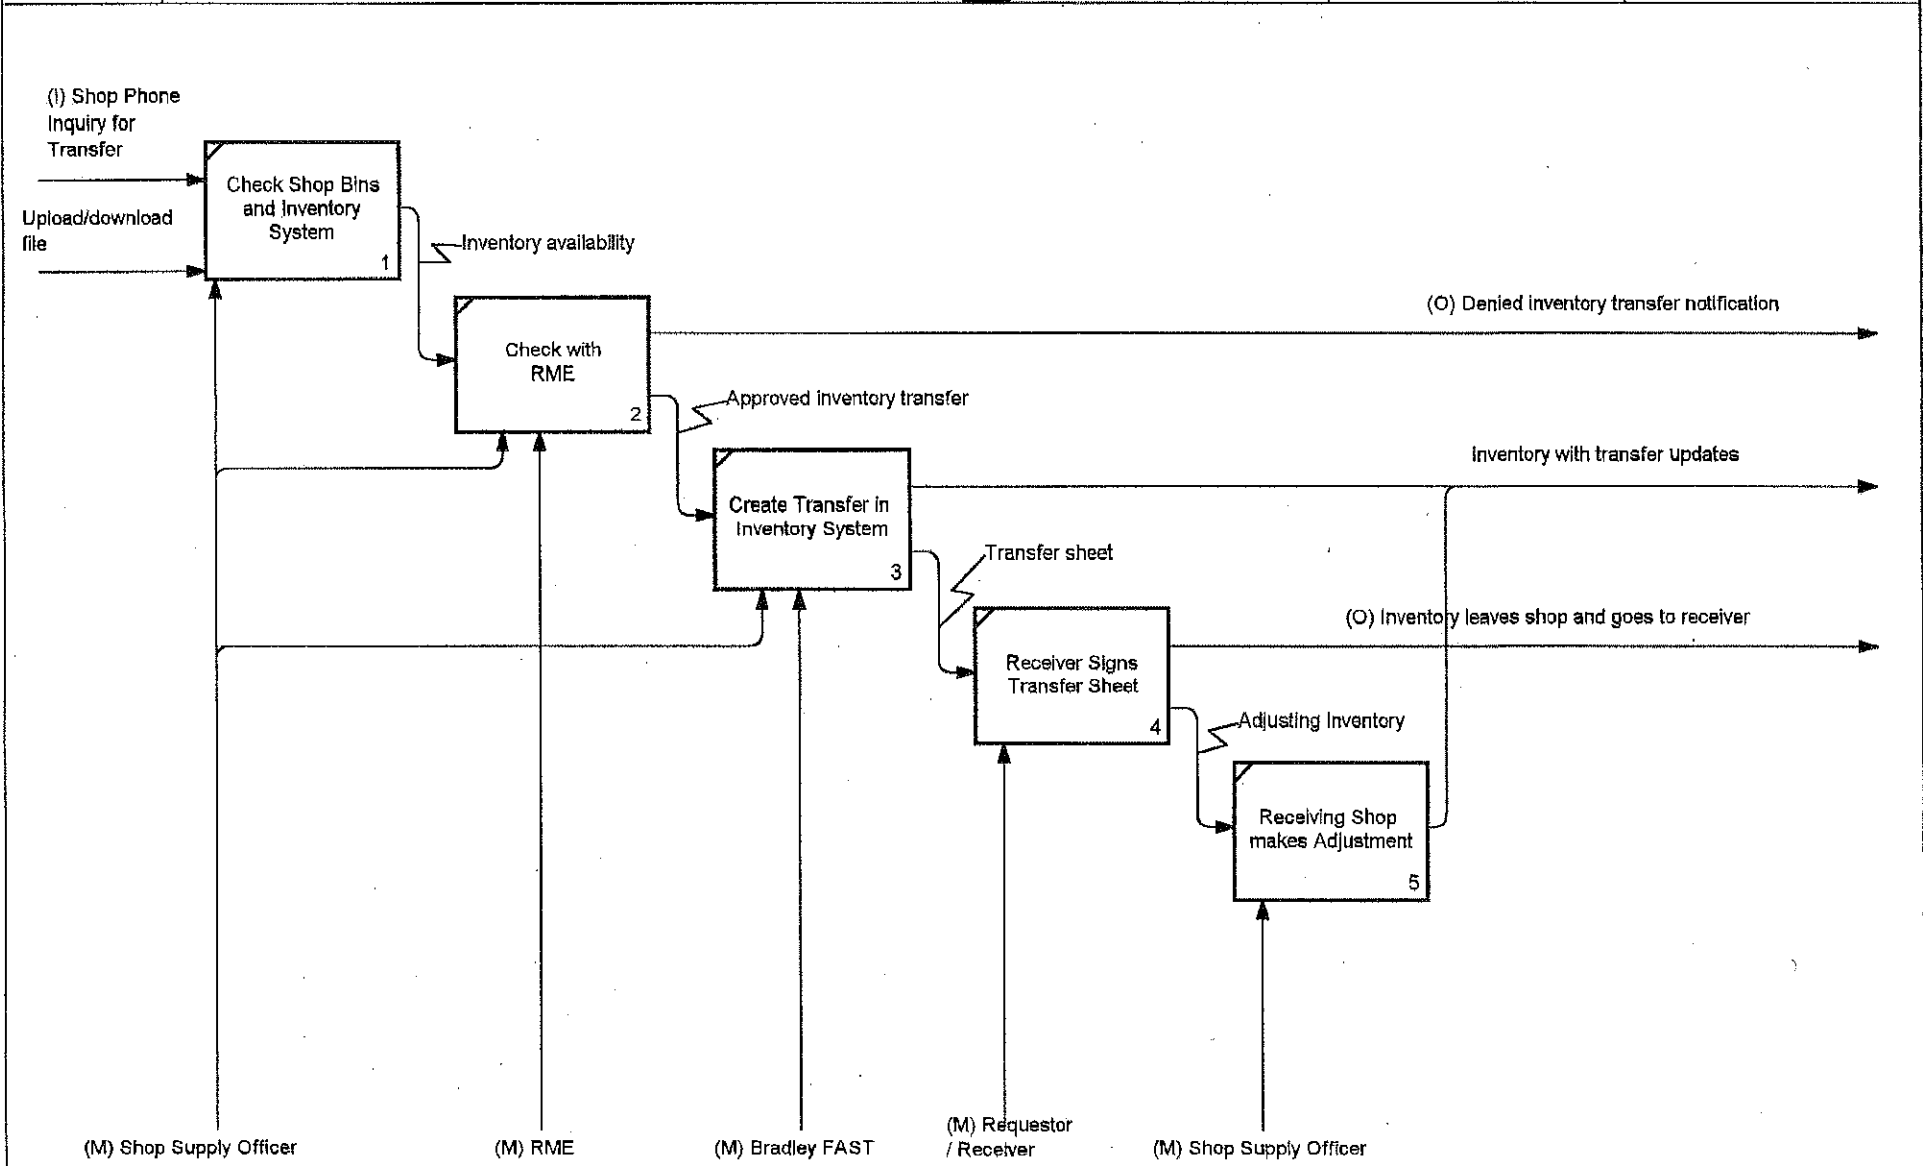 (I) Shop Phone
Inquiry for
Transfer
Upload/download
file
Check Shop Bins
and Inventory
System
1
Inventory availability
Check with
RME
2
(O) Denied inventory transfer notification
Approved inventory transfer
Create Transfer in
Inventory System
3
Inventory with transfer updates
Transfer sheet
Receiver Signs
Transfer Sheet
4
(O) Inventory leaves shop and goes to receiver
Adjusting Inventory
Receiving Shop
makes Adjustment
5
(M) Shop Supply Officer
(M) RME
(M) Bradley FAST
(M) Requestor
/ Receiver
(M) Shop Supply Officer